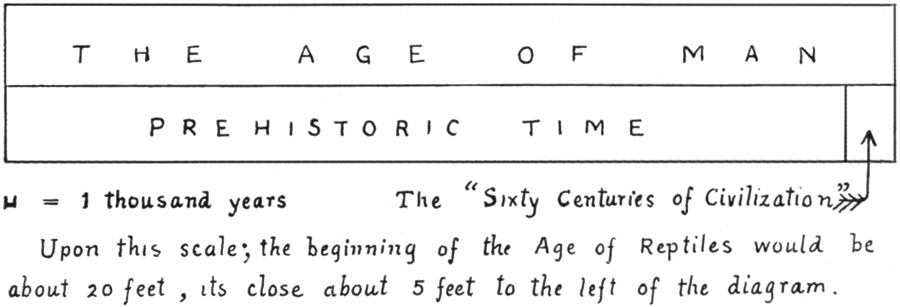 THE AGE OF MAN
PREHISTORIC TIME
= 1 thousand years The “Sixty Centuries of Civilization”
Upon this scale; the beginning of the Age of Reptiles would be
about 20 feet, its close about 5 feet to the left of the diagram.